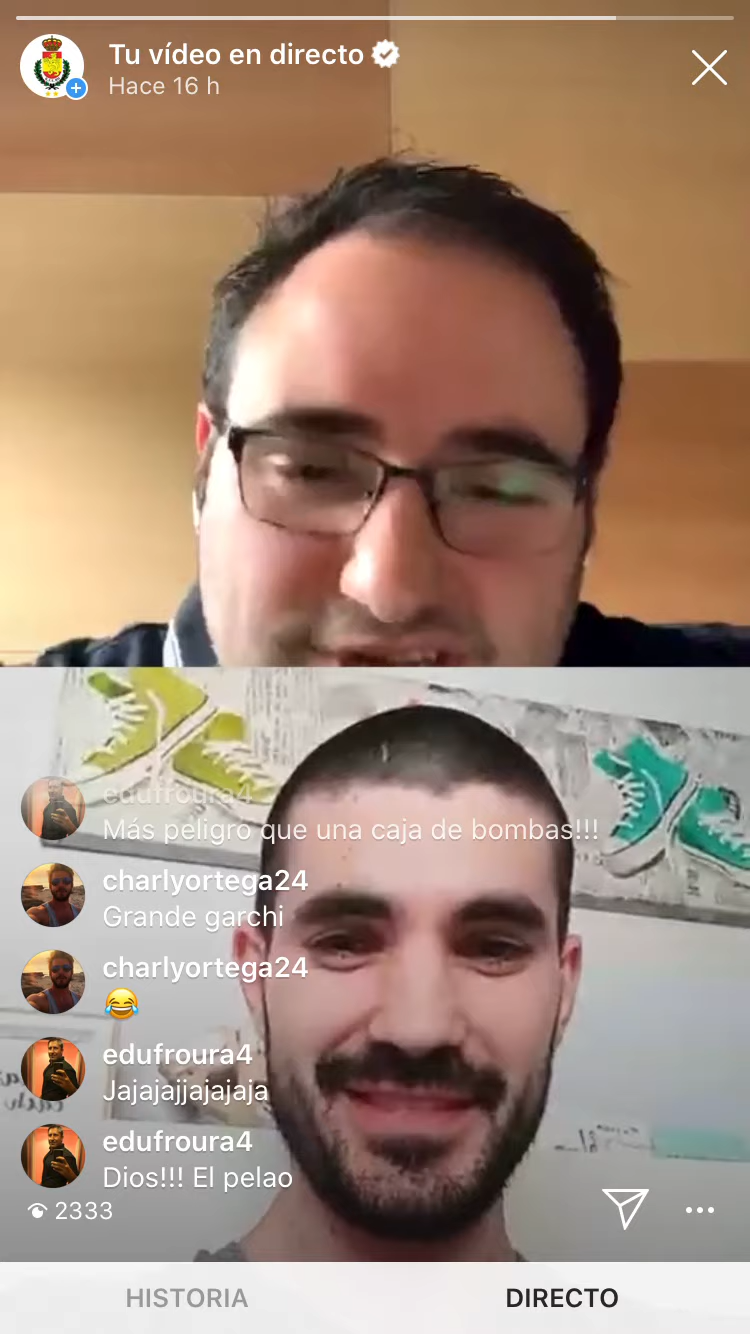 Tu vídeo en directo
Hace 16 h
edufroura4
Más peligro que una caja de bombas!!!
charlyortega24
Grande garchi
charlyortega24
😂
edufroura4
Jajajajjajajaja
edufroura4
Dios!!! El pelao
2333
HISTORIA
DIRECTO